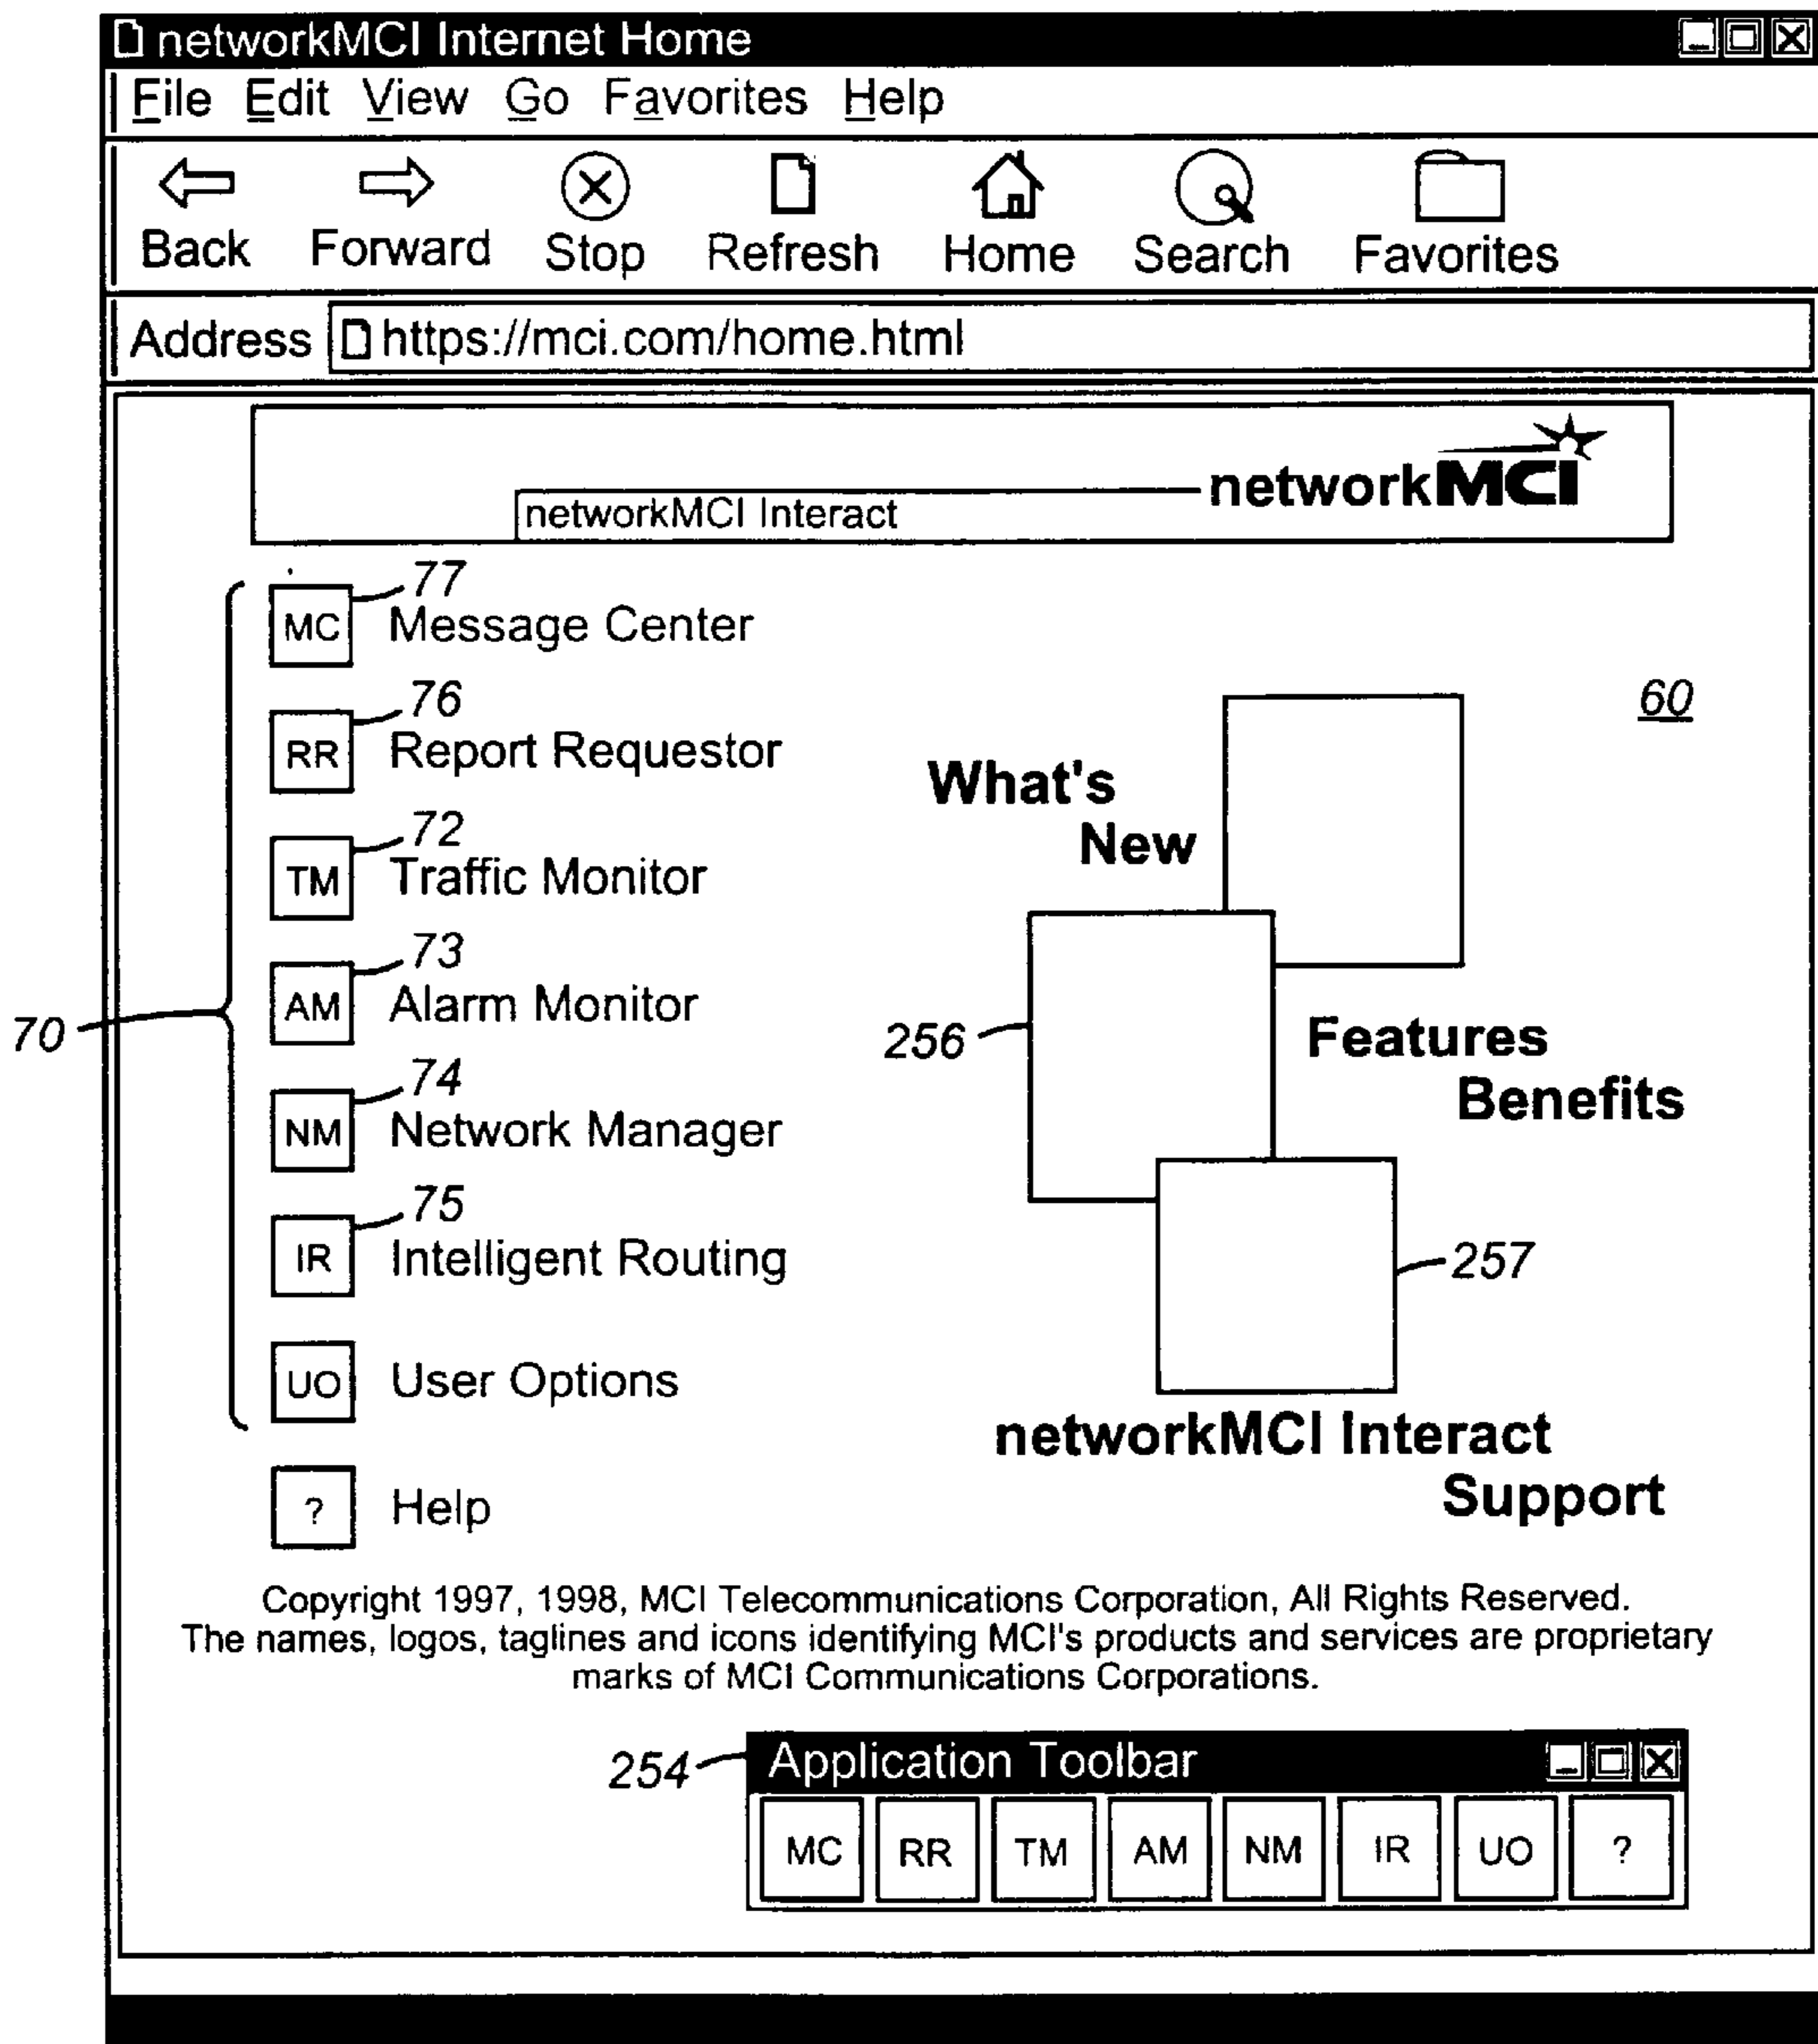 networkMCI Internet Home
File Edit View Go Favorites Help
Back Forward Stop Refresh Home Search Favorites
Address https://mci.com/home.html
networkMCI
networkMCI Interact
77
MC Message Center
76
RR Report Requestor
72
TM Traffic Monitor
73
AM Alarm Monitor
70
74
NM Network Manager
75
IR Intelligent Routing
UO User Options
? Help
60
What's
New
256
Features
Benefits
257
networkMCI Interact
Support
Copyright 1997, 1998, MCI Telecommunications Corporation, All Rights Reserved.
The names, logos, taglines and icons identifying MCI's products and services are proprietary
marks of MCI Communications Corporations.
254
Application Toolbar
MC RR TM AM NM IR UO ?